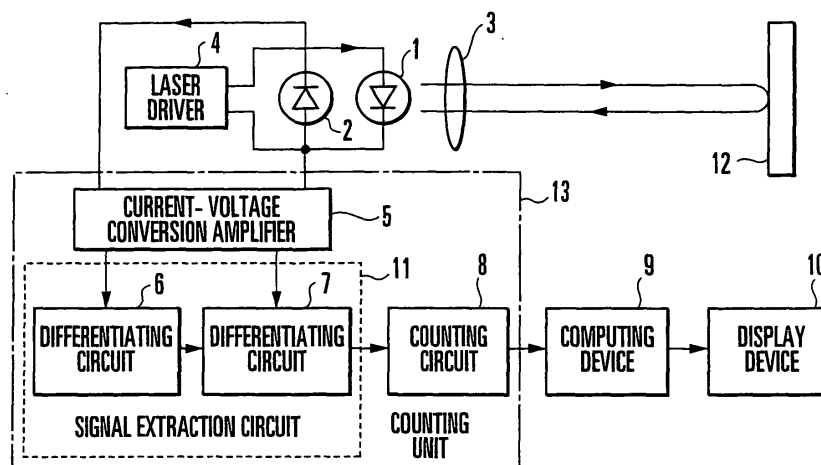 4
1
3
LASER
DRIVER
2
12
13
CURRENT-VOLTAGE
CONVERSION AMPLIFIER
5
11
6
7
8
9
10
DIFFERENTIATING
CIRCUIT
DIFFERENTIATING
CIRCUIT
COUNTING
CIRCUIT
COMPUTING
DEVICE
DISPLAY
DEVICE
SIGNAL EXTRACTION CIRCUIT
COUNTING
UNIT